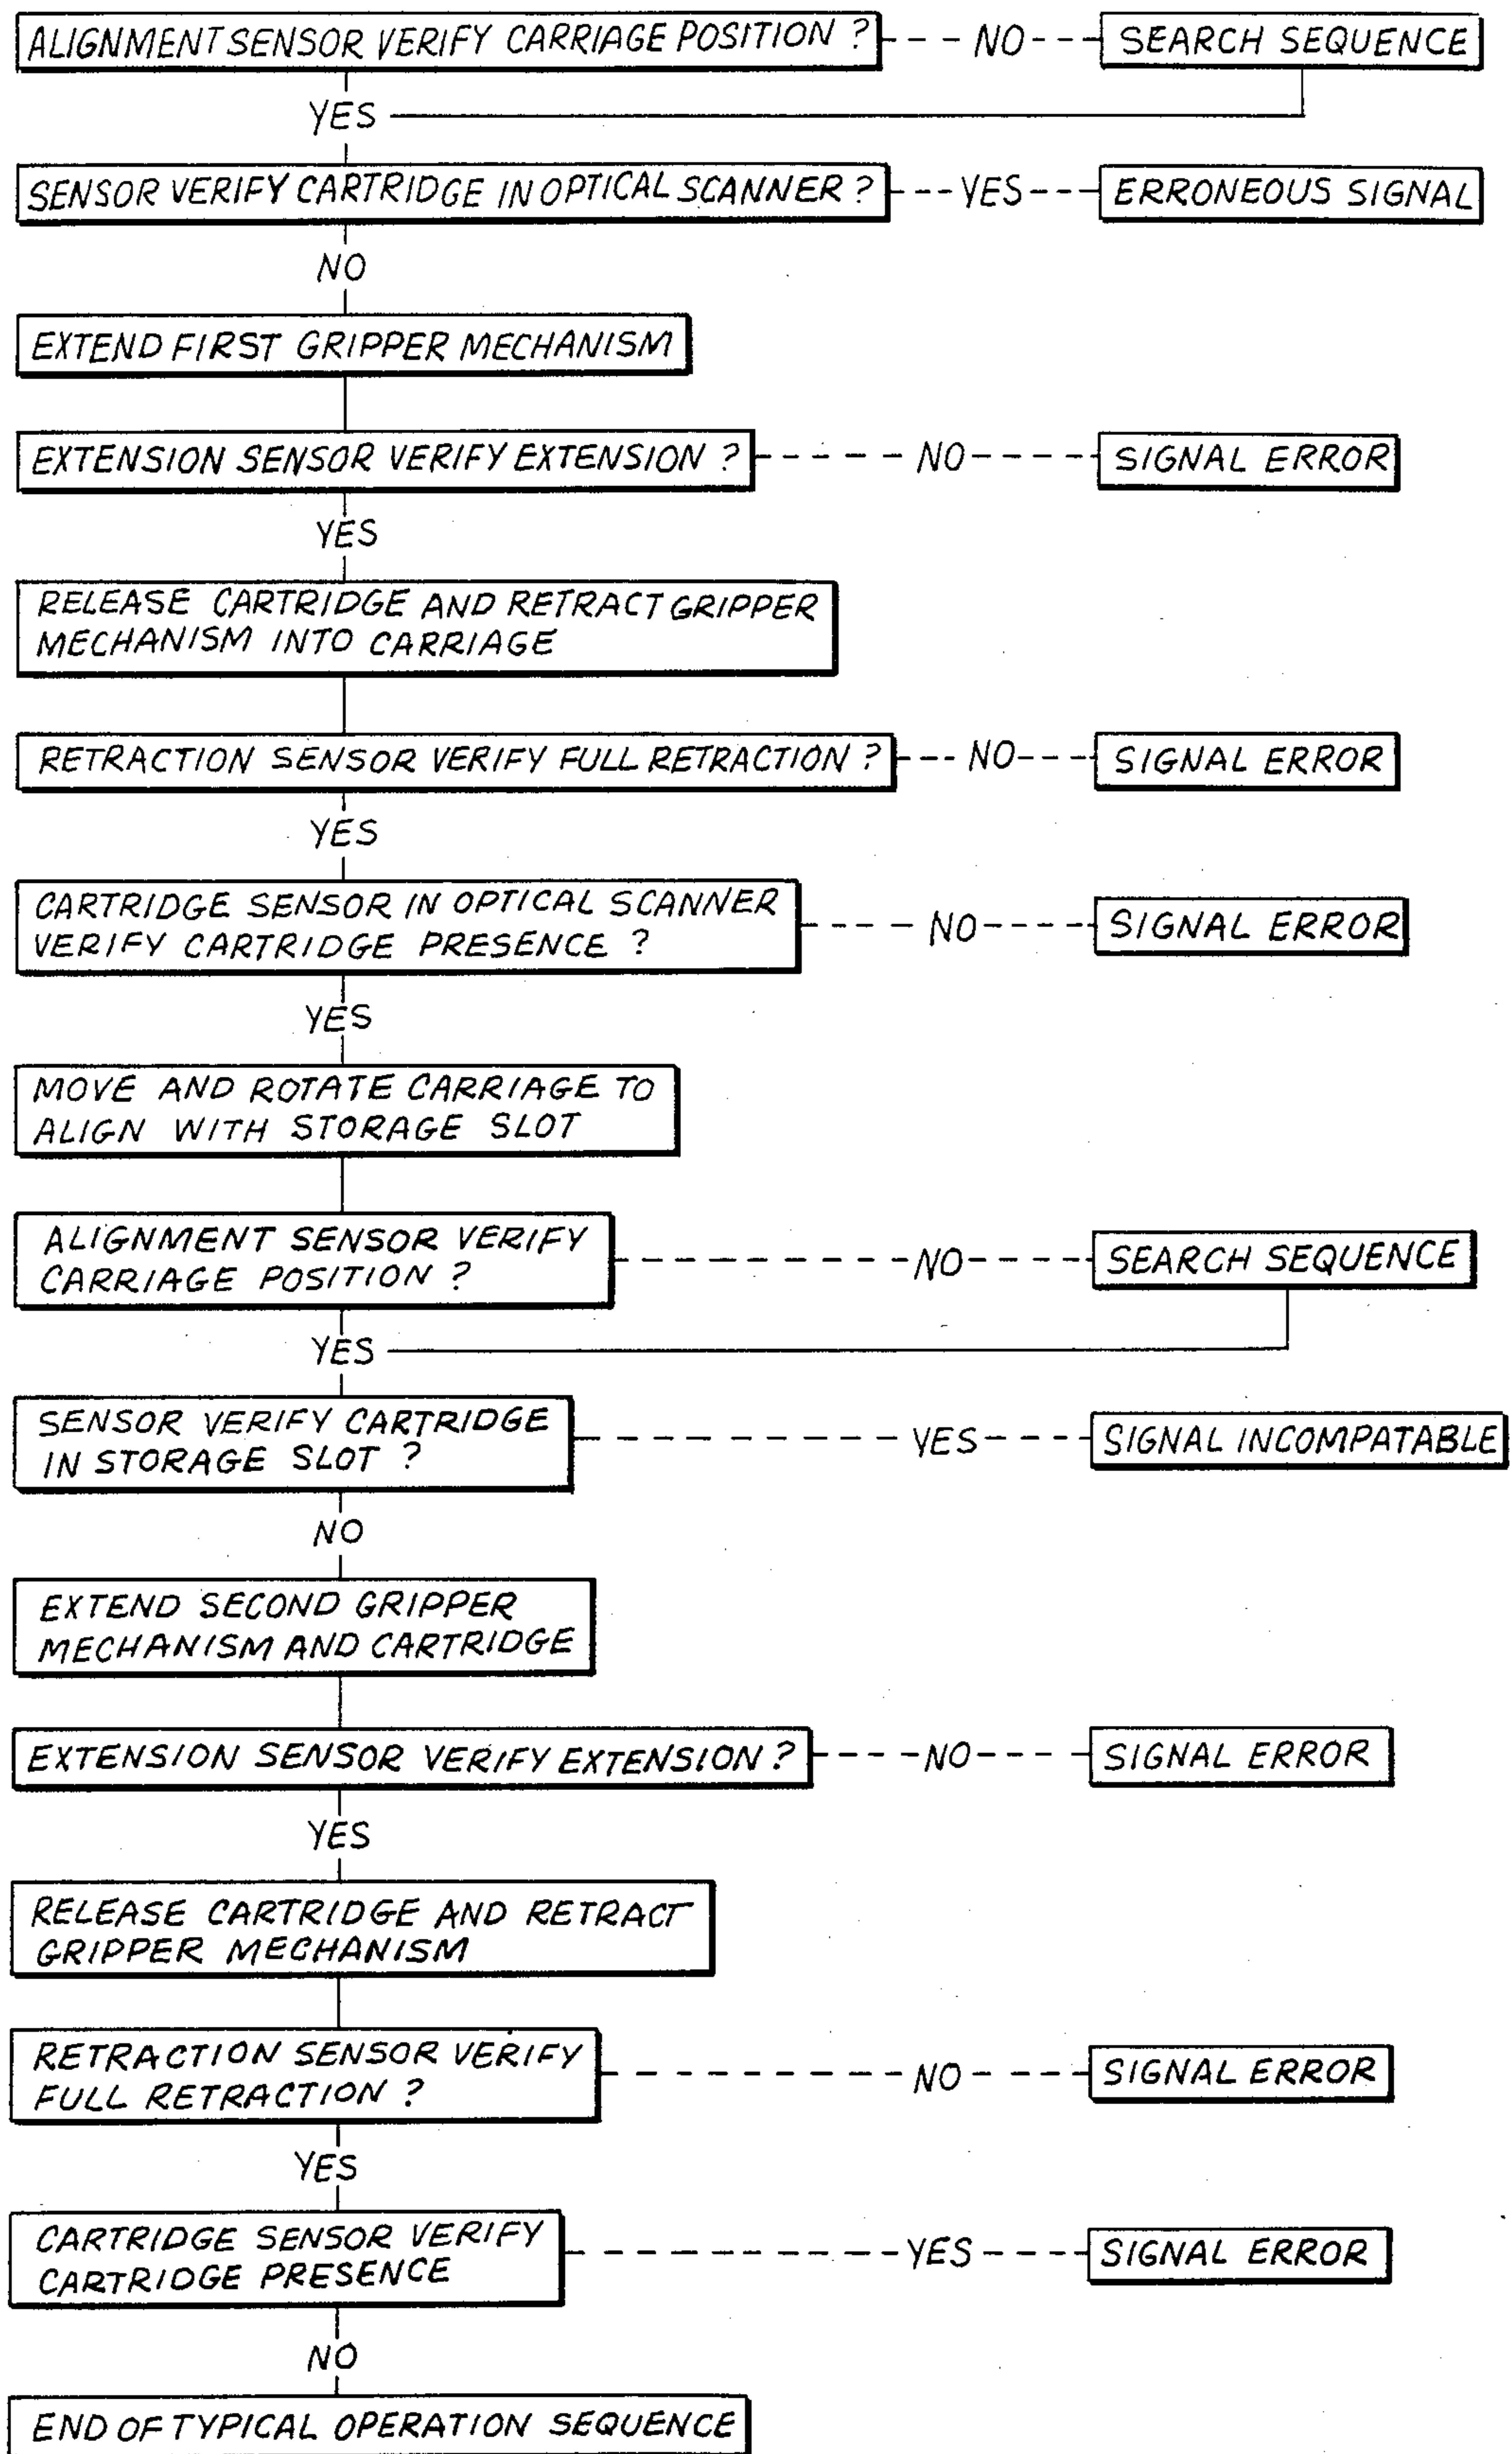 ALIGNMENT SENSOR VERIFY CARRIAGE POSITION ? NO SEARCH SEQUENCE
YES
SENSOR VERIFY CARTRIDGE IN OPTICAL SCANNER ? YES ERRONEOUS SIGNAL
NO
EXTEND FIRST GRIPPER MECHANISM
EXTENSION SENSOR VERIFY EXTENSION ? NO SIGNAL ERROR
YES
RELEASE CARTRIDGE AND RETRACT GRIPPER
MECHANISM INTO CARRIAGE
RETRACTION SENSOR VERIFY FULL RETRACTION ? NO SIGNAL ERROR
YES
CARTRIDGE SENSOR IN OPTICAL SCANNER
VERIFY CARTRIDGE PRESENCE ? NO SIGNAL ERROR
YES
MOVE AND ROTATE CARRIAGE TO
ALIGN WITH STORAGE SLOT
ALIGNMENT SENSOR VERIFY
CARRIAGE POSITION ? NO SEARCH SEQUENCE
YES
SENSOR VERIFY CARTRIDGE
IN STORAGE SLOT ? YES SIGNAL INCOMPATABLE
NO
EXTEND SECOND GRIPPER
MECHANISM AND CARTRIDGE
EXTENSION SENSOR VERIFY EXTENSION ? NO SIGNAL ERROR
YES
RELEASE CARTRIDGE AND RETRACT
GRIPPER MECHANISM
RETRACTION SENSOR VERIFY
FULL RETRACTION ? NO SIGNAL ERROR
YES
CARTRIDGE SENSOR VERIFY
CARTRIDGE PRESENCE YES SIGNAL ERROR
NO
END OF TYPICAL OPERATION SEQUENCE